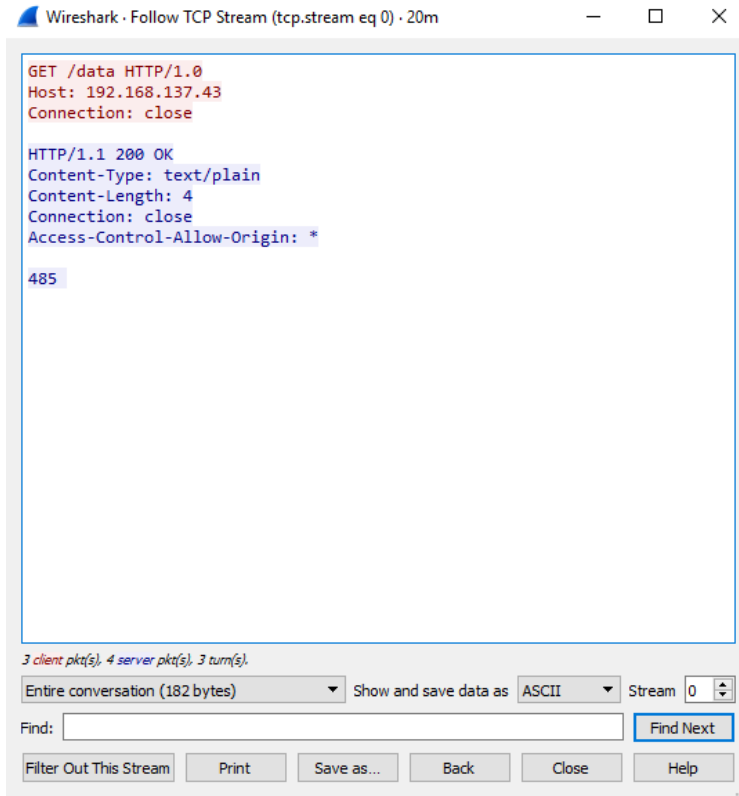 Wireshark · Follow TCP Stream (tcp.stream eq 0) · 20m
GET /data HTTP/1.0
Host: 192.168.137.43
Connection: close
HTTP/1.1 200 OK
Content-Type: text/plain
Content-Length: 4
Connection: close
Access-Control-Allow-Origin: *
485
3 client pkt(s), 4 server pkt(s), 3 turn(s).
Entire conversation (182 bytes) Show and save data as ASCII Stream 0
Find: Find Next
Filter Out This Stream Print Save as... Back Close Help